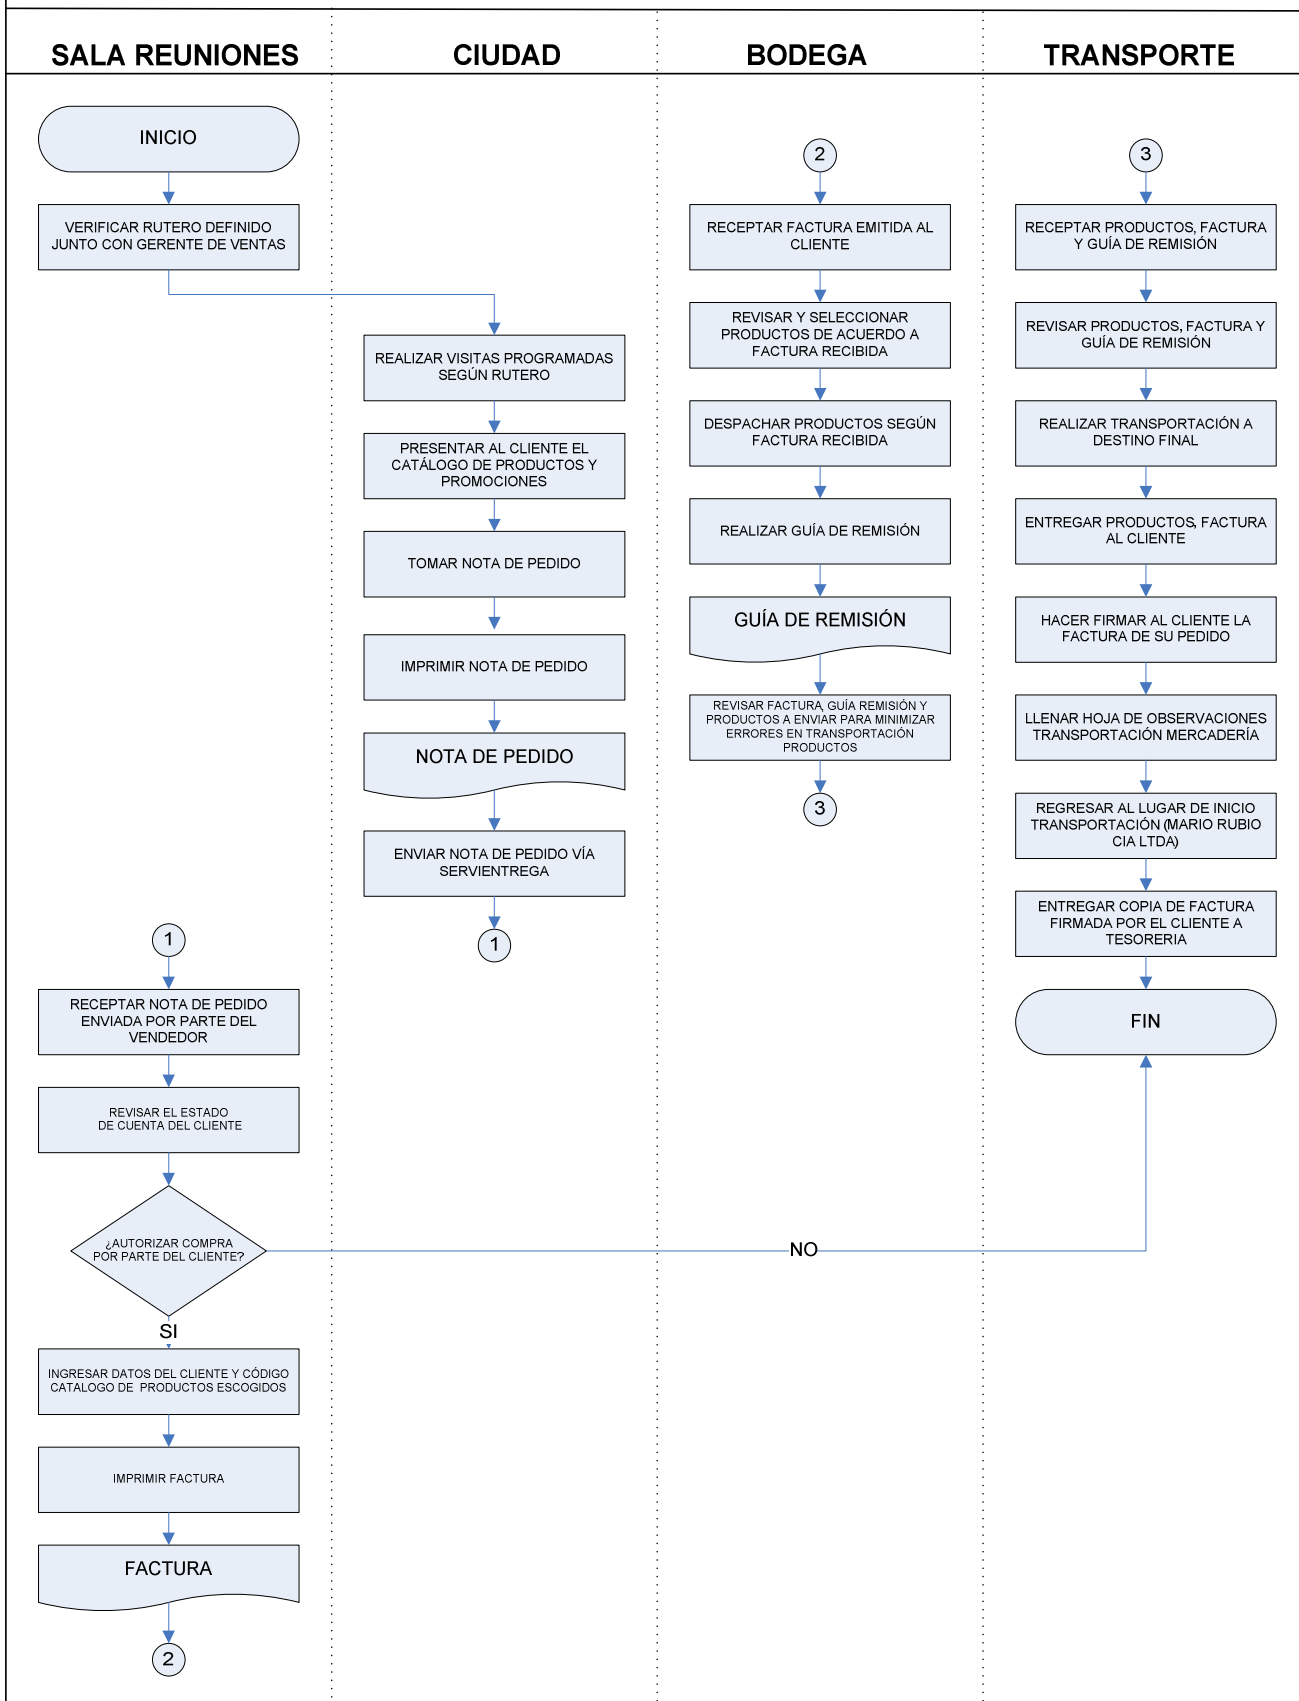 SALA REUNIONES
CIUDAD
BODEGA
TRANSPORTE
INICIO
VERIFICAR RUTERO DEFINIDO
JUNTO CON GERENTE DE VENTAS
REALIZAR VISITAS PROGRAMADAS
SEGÚN RUTERO
PRESENTAR AL CLIENTE EL
CATÁLOGO DE PRODUCTOS Y
PROMOCIONES
TOMAR NOTA DE PEDIDO
IMPRIMIR NOTA DE PEDIDO
NOTA DE PEDIDO
ENVIAR NOTA DE PEDIDO VÍA
SERVIENTREGA
1
1
RECEPTAR NOTA DE PEDIDO
ENVIADA POR PARTE DEL
VENDEDOR
REVISAR EL ESTADO
DE CUENTA DEL CLIENTE
¿AUTORIZAR COMPRA
POR PARTE DEL CLIENTE?
NO
SI
INGRESAR DATOS DEL CLIENTE Y CÓDIGO
CATALOGO DE PRODUCTOS ESCOGIDOS
IMPRIMIR FACTURA
FACTURA
2
2
RECEPTAR FACTURA EMITIDA AL
CLIENTE
REVISAR Y SELECCIONAR
PRODUCTOS DE ACUERDO A
FACTURA RECIBIDA
DESPACHAR PRODUCTOS SEGÚN
FACTURA RECIBIDA
REALIZAR GUÍA DE REMISIÓN
GUÍA DE REMISIÓN
REVISAR FACTURA, GUÍA REMISIÓN Y
PRODUCTOS A ENVIAR PARA MINIMIZAR
ERRORES EN TRANSPORTACIÓN
PRODUCTOS
3
3
RECEPTAR PRODUCTOS, FACTURA
Y GUÍA DE REMISIÓN
REVISAR PRODUCTOS, FACTURA Y
GUÍA DE REMISIÓN
REALIZAR TRANSPORTACIÓN A
DESTINO FINAL
ENTREGAR PRODUCTOS, FACTURA
AL CLIENTE
HACER FIRMAR AL CLIENTE LA
FACTURA DE SU PEDIDO
LLENAR HOJA DE OBSERVACIONES
TRANSPORTACIÓN MERCADERÍA
REGRESAR AL LUGAR DE INICIO
TRANSPORTACIÓN (MARIO RUBIO
CIA LTDA)
ENTREGAR COPIA DE FACTURA
FIRMADA POR EL CLIENTE A
TESORERIA
FIN